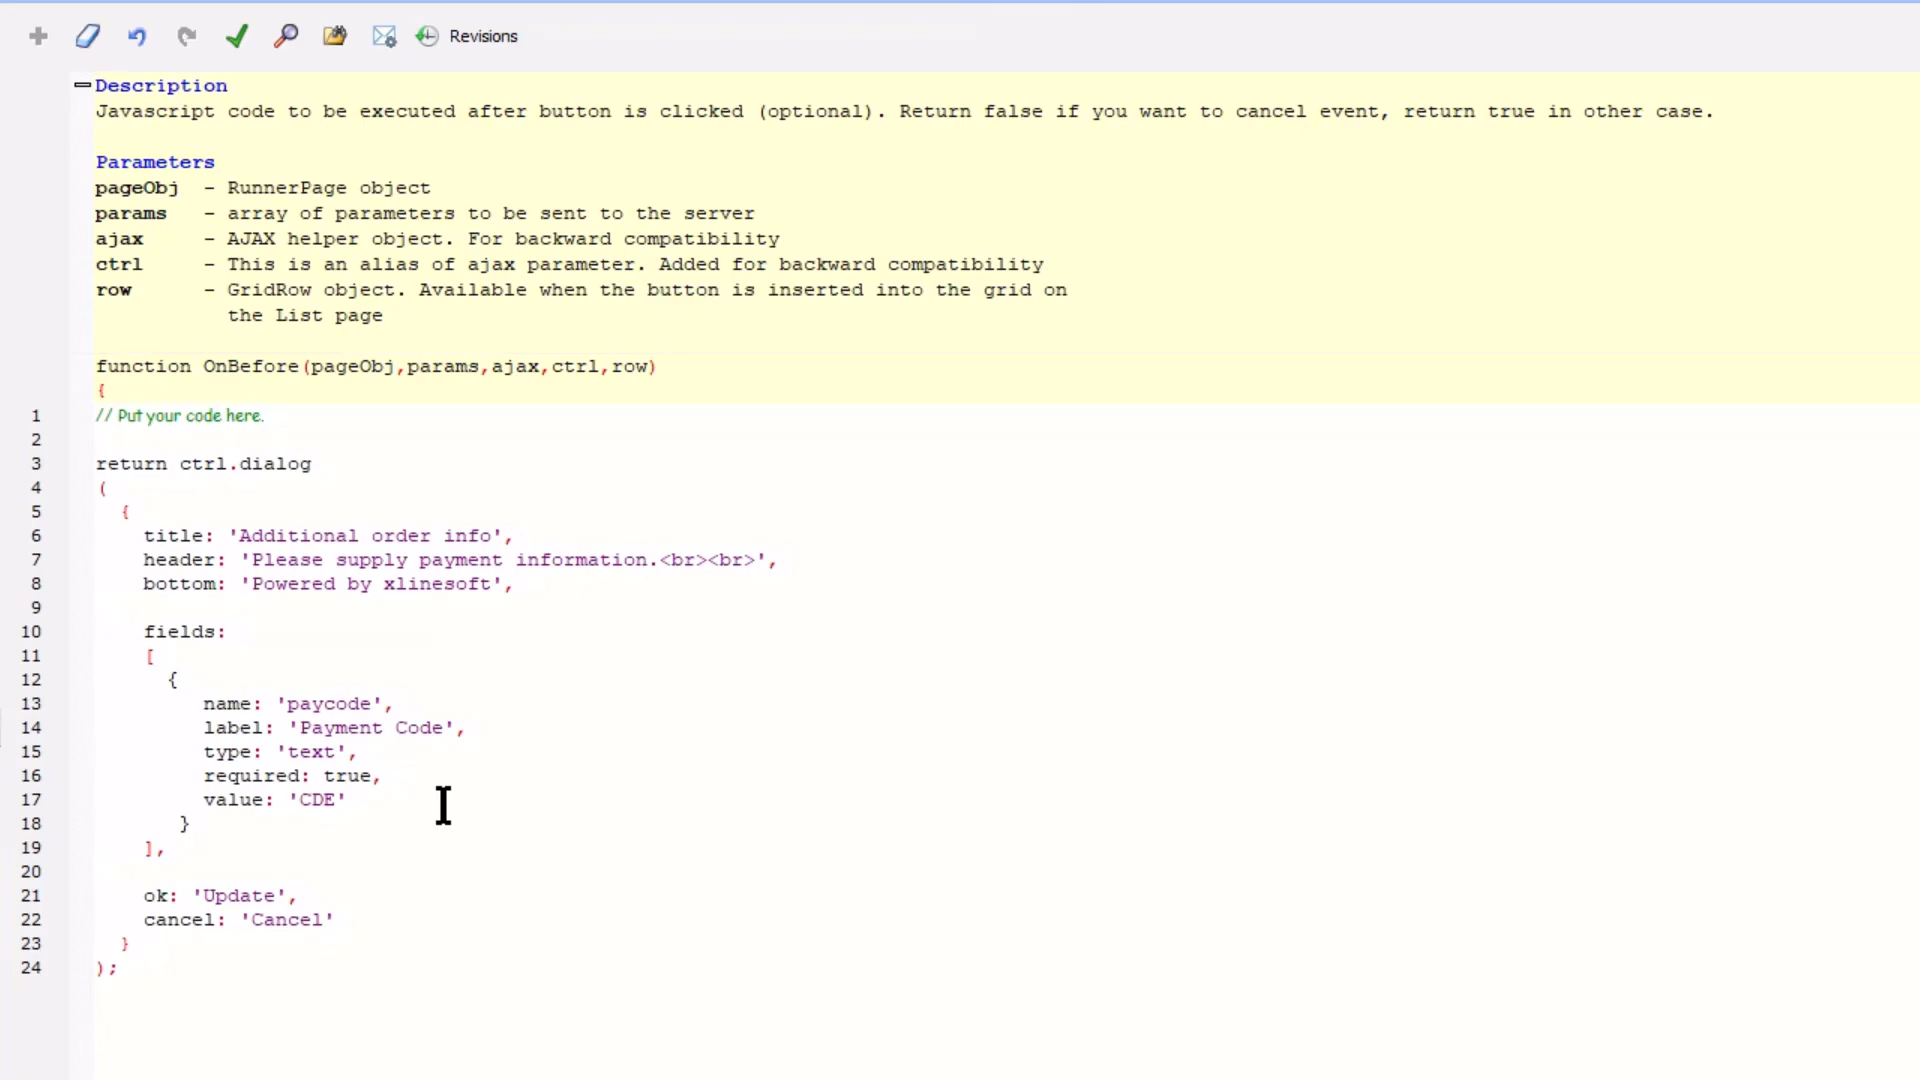 Revisions
Description
Javascript code to be executed after button is clicked (optional). Return false if you want to cancel event, return true in other case.
Parameters
pageObj - RunnerPage object
params - array of parameters to be sent to the server
ajax - AJAX helper object. For backward compatibility
ctrl - This is an alias of ajax parameter. Added for backward compatibility
row - GridRow object. Available when the button is inserted into the grid on
the List page
function OnBefore(pageObj,params,ajax,ctrl,row)
{
1 // Put your code here.
2
3 return ctrl.dialog
4 (
5 {
6 title: 'Additional order info',
7 header: 'Please supply payment information.<br><br>',
8 bottom: 'Powered by xlinesoft',
9
10 fields:
11 [
12 {
13 name: 'paycode',
14 label: 'Payment Code',
15 type: 'text',
16 required: true,
17 value: 'CDE'
18 }
19 ],
20
21 ok: 'Update',
22 cancel: 'Cancel'
23 }
24 );